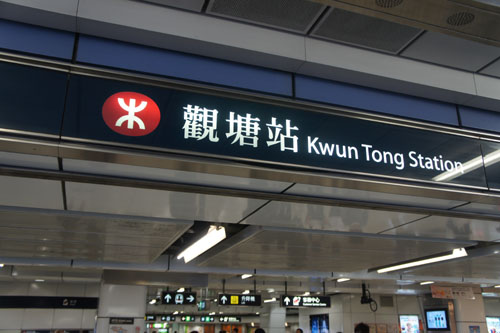 觀塘站 Kwun Tong Station